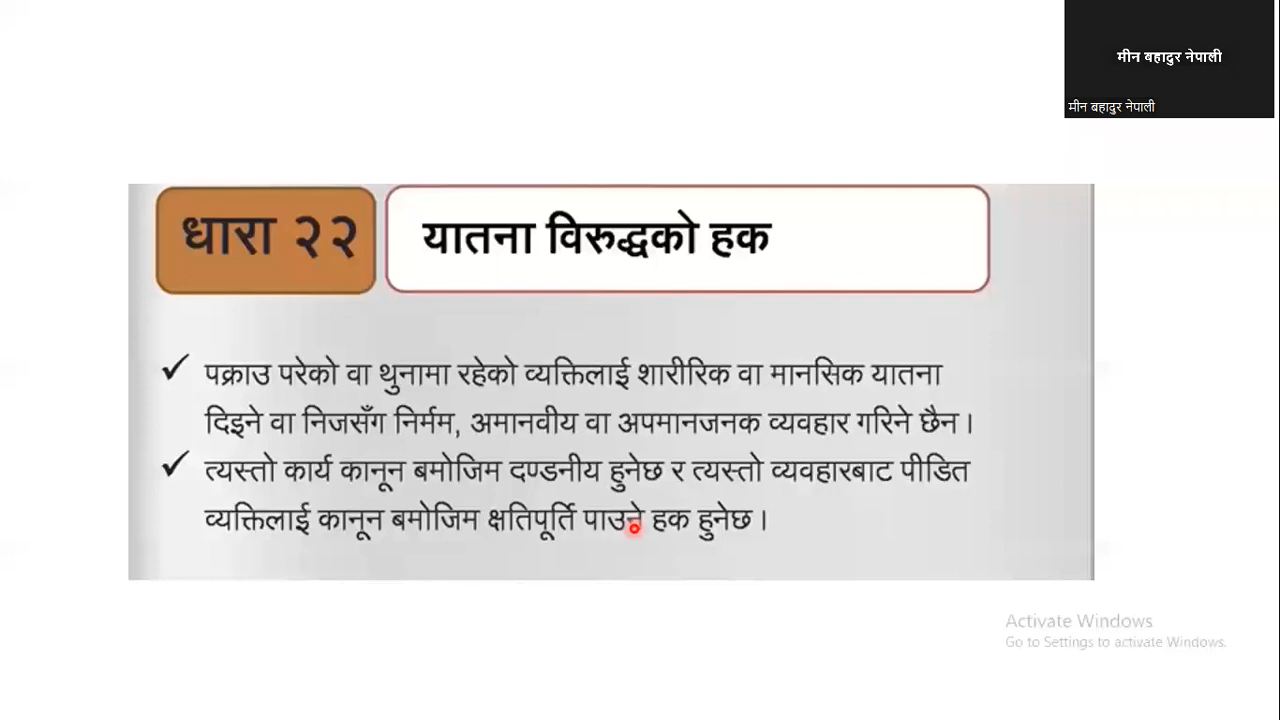 मीन बहादुर नेपाली
मीन बहादुर नेपाली
धारा २२
यातना विरुद्धको हक
✓ पक्राउ परेको वा थुनामा रहेको व्यक्तिलाई शारीरिक वा मानसिक यातना
दिइने वा निजसँग निर्मम, अमानवीय वा अपमानजनक व्यवहार गरिने छैन।
✓ त्यस्तो कार्य कानून बमोजिम दण्डनीय हुनेछ र त्यस्तो व्यवहारबाट पीडित
व्यक्तिलाई कानून बमोजिम क्षतिपूर्ति पाउने हक हुनेछ।
Activate Windows
Go to Settings to activate Windows.